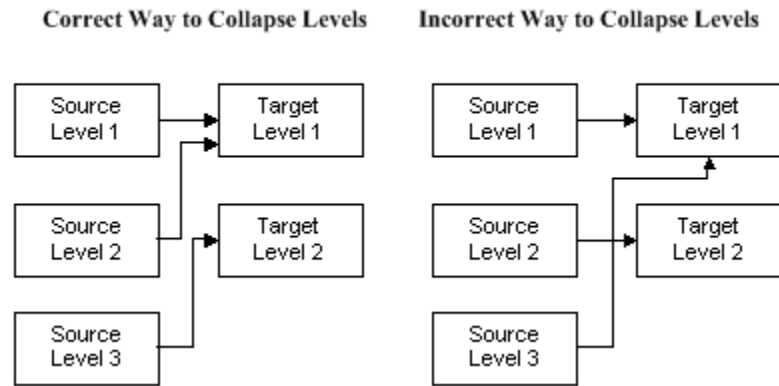 Correct Way to Collapse Levels
Source
Level 1
Target
Level 1
Source
Level 2
Target
Level 2
Source
Level 3
Incorrect Way to Collapse Levels
Source
Level 1
Target
Level 1
Source
Level 2
Target
Level 2
Source
Level 3